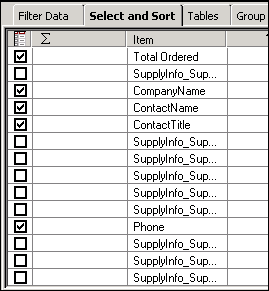 Filter Data Select and Sort Tables Group
Σ Item
Total Ordered
SupplyInfo_Sup...
CompanyName
ContactName
ContactTitle
SupplyInfo_Sup...
SupplyInfo_Sup...
SupplyInfo_Sup...
SupplyInfo_Sup...
SupplyInfo_Sup...
Phone
SupplyInfo_Sup...
SupplyInfo_Sup...
SupplyInfo_Sup...